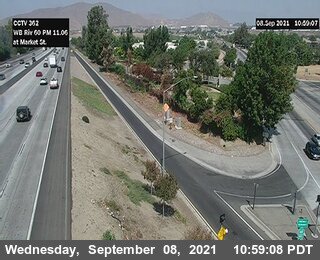 CCTV 362
WB Riv 60 PM 11.06
at Market St.
08.Sep 2021 10:59:07
Wednesday, September 08, 2021 10:59:08 AM